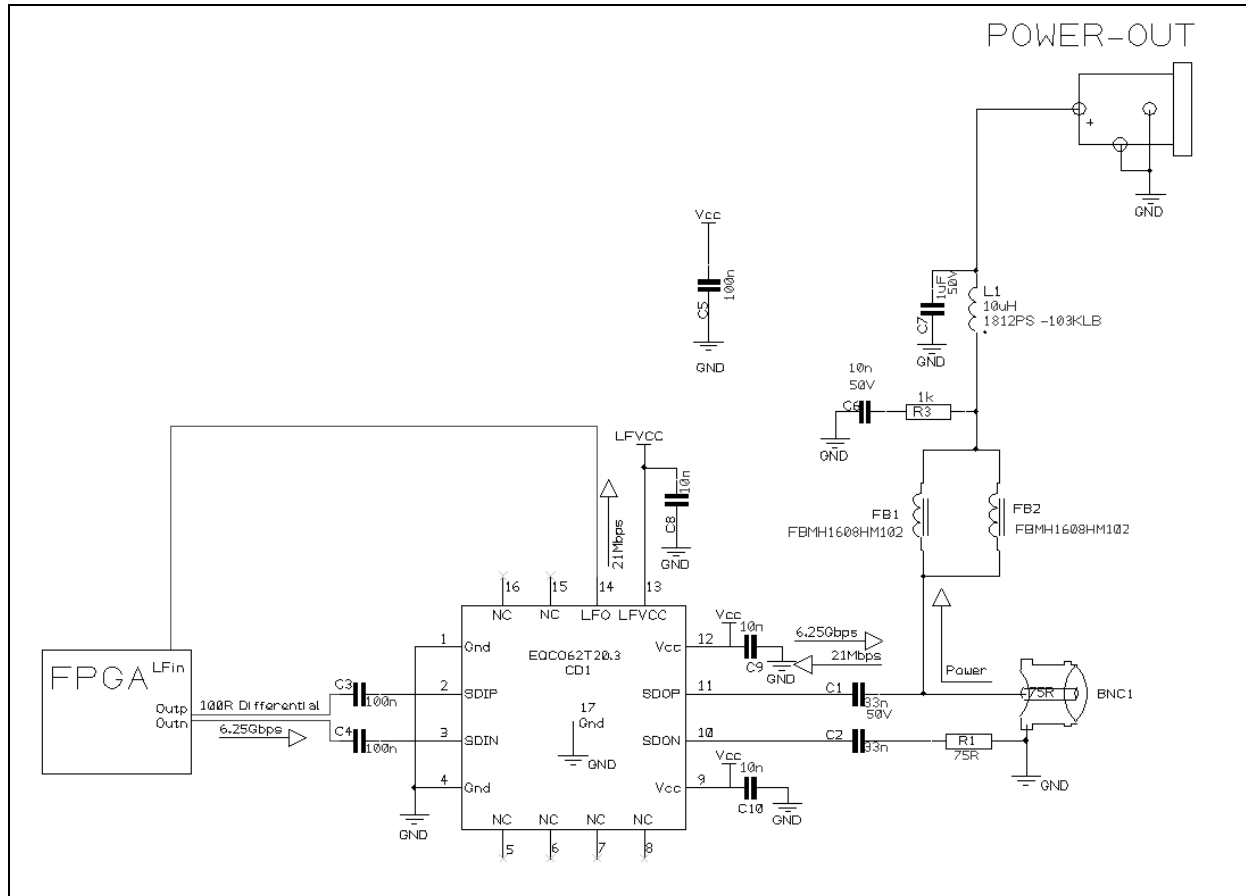 POWER-OUT
+
GND
Vcc
C5
100n
GND
C7
1uF
50V
GND
L1
10uH
1812PS -103KLB
10n
50V
C6
1k
R3
GND
LFVCC
10n
C8
GND
21Mbps
FB1
FBMH1608HM102
FB2
FBMH1608HM102
16
15
14
13
NC
NC
LFO
LFVCC
FPGA
LFin
Outp
Outn
100R Differential
6.25Gbps
C3
100n
C4
100n
1
2
3
4
Gnd
SDIP
SDIN
Gnd
EQCO62T20.3
CD1
17
Gnd
GND
Vcc
SDOP
SDON
Vcc
12
11
10
9
Vcc
10n
C9
GND
6.25Gbps
21Mbps
Power
C1
33n
50V
C2
33n
R1
75R
75R
BNC1
GND
Vcc
10n
C10
GND
GND
NC
NC
NC
NC
5
6
7
8